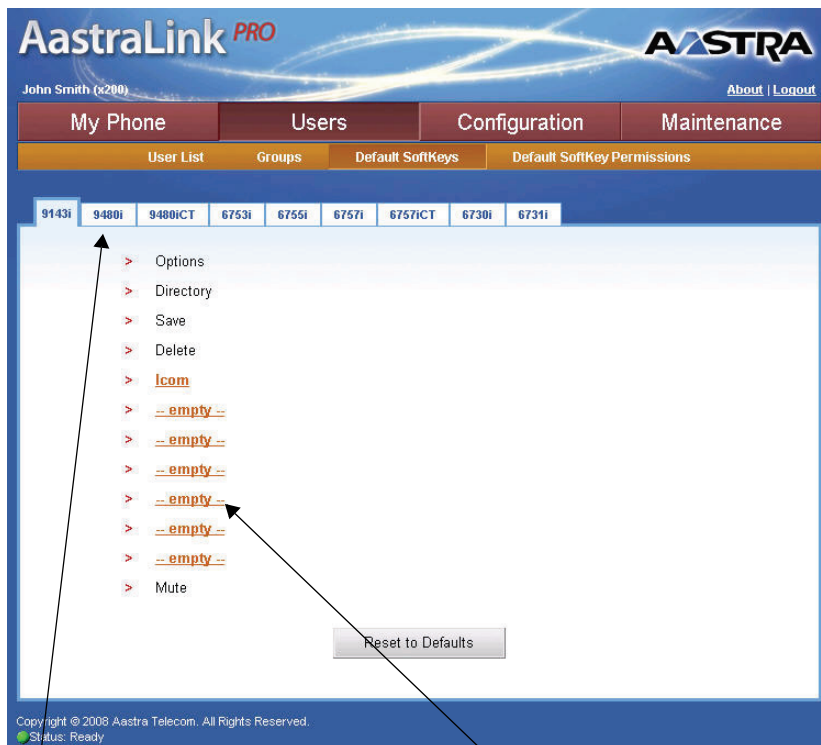 AastraLink PRO
AASTRA
John Smith (x200)
About | Logout
My Phone Users Configuration Maintenance
User List Groups Default SoftKeys Default SoftKey Permissions
9143i 9480i 9480iCT 6753i 6755i 6757i 6757iCT 6730i 6731i
> Options
> Directory
> Save
> Delete
> Icom
> -- empty --
> -- empty --
> -- empty --
> -- empty --
> -- empty --
> -- empty --
> Mute
Reset to Defaults
Copyright © 2008 Aastra Telecom. All Rights Reserved.
Status: Ready